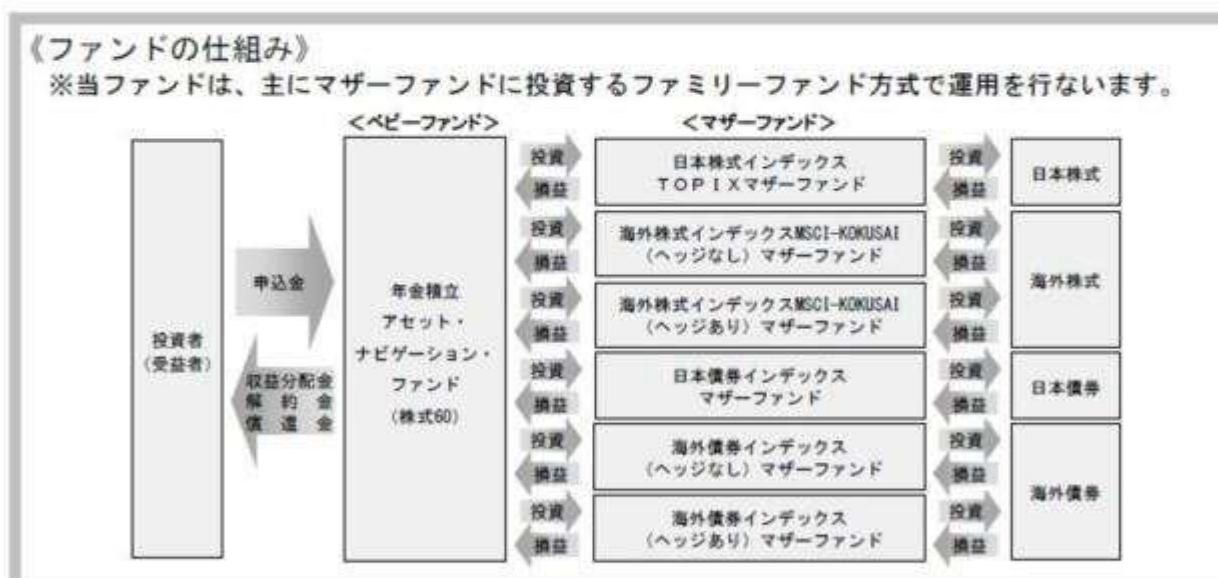 《ファンドの仕組み》
※当ファンドは、主にマザーファンドに投資するファミリーファンド方式で運用を行ないます。
＜ベビーファンド＞
＜マザーファンド＞
投資者
（受益者）
申込金
収益分配金
解約金
償還金
年金積立
アセット・
ナビゲーション・
ファンド
（株式60）
投資
損益
日本株式インデックス
ＴＯＰＩＸマザーファンド
投資
損益
日本株式
投資
損益
海外株式インデックスMSCI-KOKUSAI
（ヘッジなし）マザーファンド
投資
損益
投資
損益
海外株式インデックスMSCI-KOKUSAI
（ヘッジあり）マザーファンド
投資
損益
海外株式
投資
損益
日本債券インデックス
マザーファンド
投資
損益
日本債券
投資
損益
海外債券インデックス
（ヘッジなし）マザーファンド
投資
損益
投資
損益
海外債券インデックス
（ヘッジあり）マザーファンド
投資
損益
海外債券